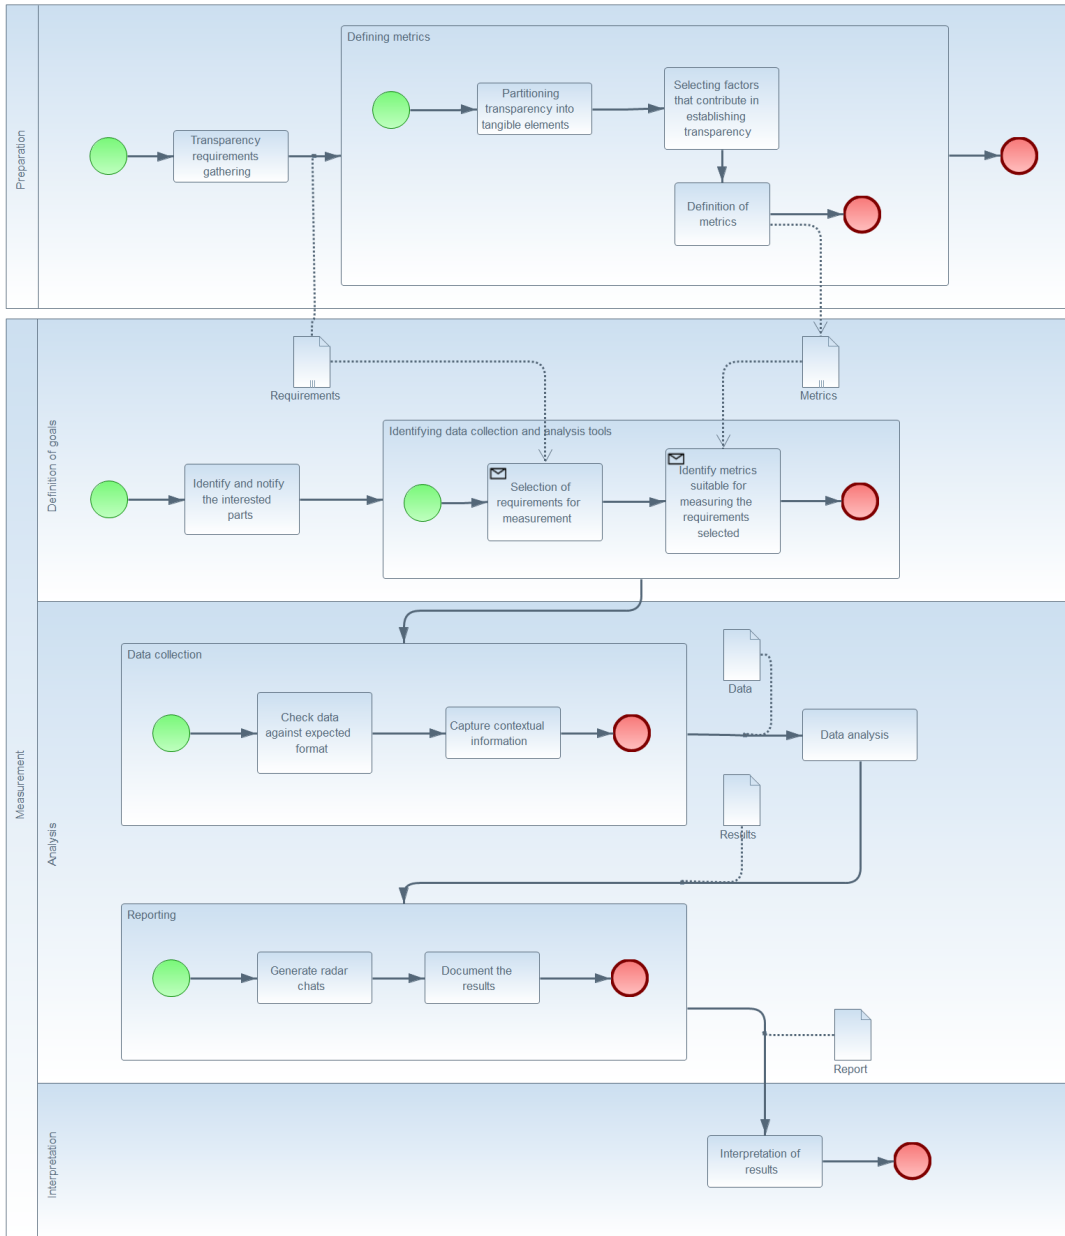 Preparation
Defining metrics
Partitioning
transparency into
tangible elements
Selecting factors
that contribute in
establishing
transparency
Transparency
requirements
gathering
Definition of
metrics
Measurement
Definition of goals
Requirements
Metrics
Identifying data collection and analysis tools
Identify and notify
the interested
parts
Selection of
requirements for
measurement
Identify metrics
suitable for
measuring the
requirements
selected
Analysis
Data collection
Check data
against expected
format
Capture contextual
information
Data
Data analysis
Results
Reporting
Generate radar
chats
Document the
results
Report
Interpretation
Interpretation of
results